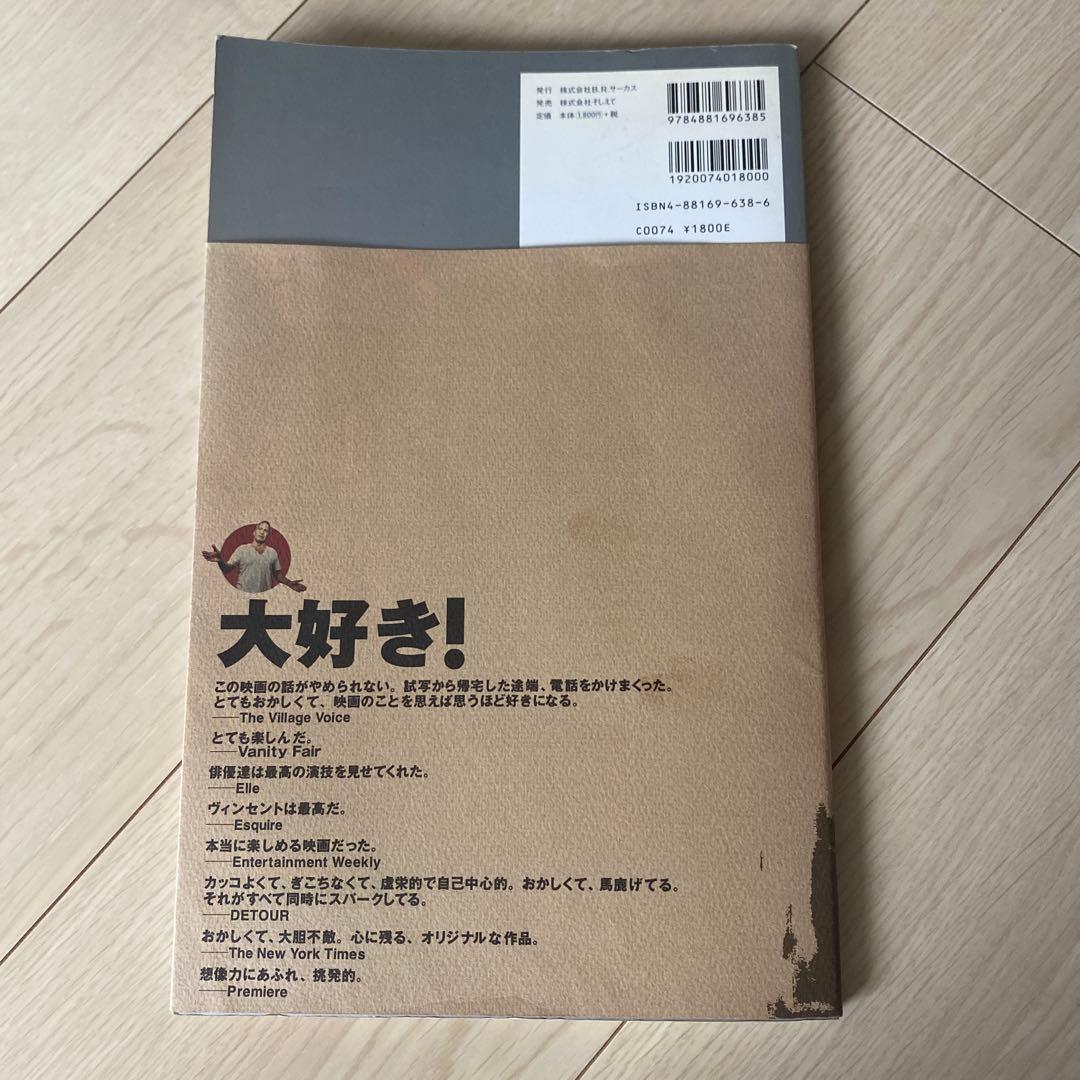 発行 株式会社B.R.サーカス
発売 株式会社そしえて
定価 本体1,800円+税
9784881696385
1920074018000
ISBN4-88169-638-6
C0074 ¥1800E
大好き!
この映画の話がやめられない。試写から帰宅した途端、電話をかけまくった。
とてもおかしくて、映画のことを思えば思うほど好きになる。
──The Village Voice
とても楽しんだ。
──Vanity Fair
俳優達は最高の演技を見せてくれた。
──Elle
ヴィンセントは最高だ。
──Esquire
本当に楽しめる映画だった。
──Entertainment Weekly
カッコよくて、ぎこちなくて、虚栄的で自己中心的。おかしくて、馬鹿げてる。
それがすべて同時にスパークしてる。
──DETOUR
おかしくて、大胆不敵。心に残る、オリジナルな作品。
──The New York Times
想像力にあふれ、挑発的。
──Premiere